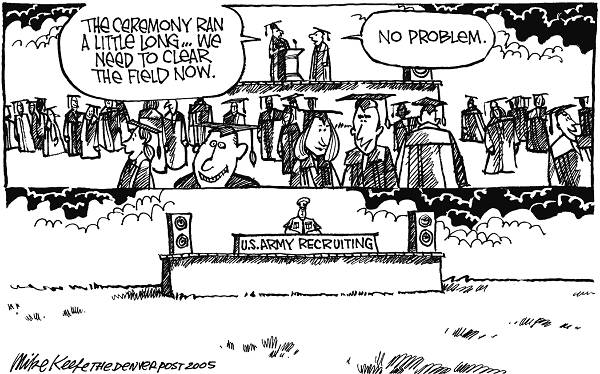 THE CEREMONY RAN
A LITTLE LONG... WE
NEED TO CLEAR
THE FIELD NOW.
NO PROBLEM.
U.S. ARMY RECRUITING
Mike Keefe THE DENVER POST 2005